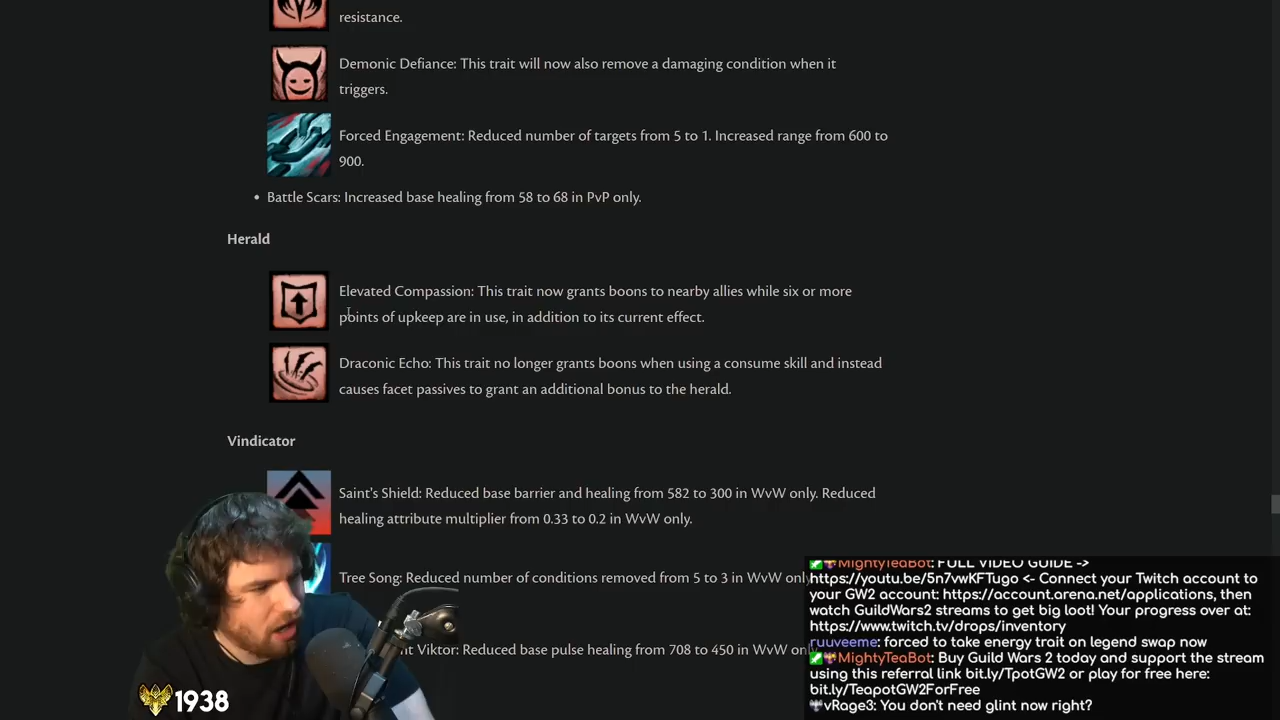 resistance.
Demonic Defiance: This trait will now also remove a damaging condition when it
triggers.
Forced Engagement: Reduced number of targets from 5 to 1. Increased range from 600 to
900.
• Battle Scars: Increased base healing from 58 to 68 in PvP only.
Herald
Elevated Compassion: This trait now grants boons to nearby allies while six or more
points of upkeep are in use, in addition to its current effect.
Draconic Echo: This trait no longer grants boons when using a consume skill and instead
causes facet passives to grant an additional bonus to the herald.
Vindicator
Saint's Shield: Reduced base barrier and healing from 582 to 300 in WvW only. Reduced
healing attribute multiplier from 0.33 to 0.2 in WvW only.
Tree Song: Reduced number of conditions removed from 5 to 3 in WvW only
Viktor: Reduced base pulse healing from 708 to 450 in WvW only
MightyTeaBot: FULL VIDEO GUIDE ->
https://youtu.be/5n7vwKFTugo <- Connect your Twitch account to
your GW2 account: https://account.arena.net/applications, then
watch GuildWars2 streams to get big loot! Your progress over at:
https://www.twitch.tv/drops/inventory
ruuveeme: forced to take energy trait on legend swap now
MightyTeaBot: Buy Guild Wars 2 today and support the stream
using this referral link bit.ly/TpotGW2 or play for free here:
bit.ly/TeapotGW2ForFree
vRage3: You don't need glint now right?
1938